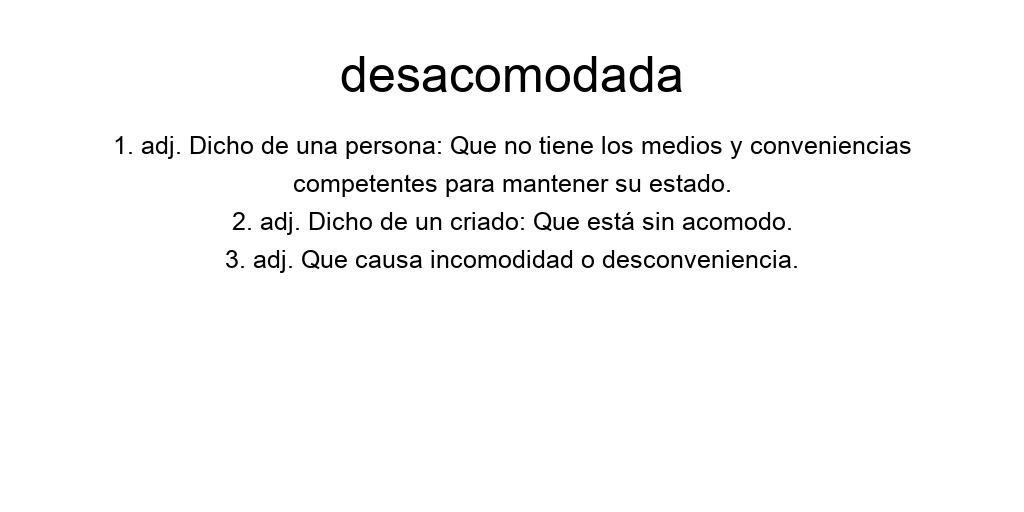 desacomodada
1. adj. Dicho de una persona: Que no tiene los medios y conveniencias
competentes para mantener su estado.
2. adj. Dicho de un criado: Que está sin acomodo.
3. adj. Que causa incomodidad o desconveniencia.